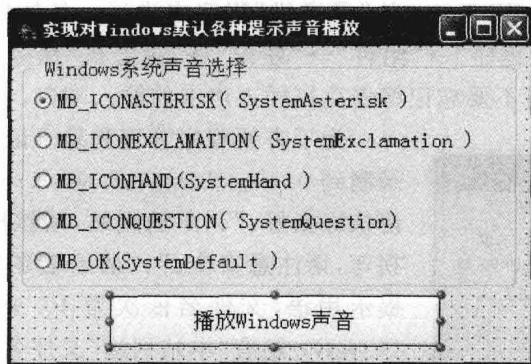 实现对Windows默认各种提示声音播放
Windows系统声音选择
MB_ICONASTERISK( SystemAsterisk )
MB_ICONEXCLAMATION( SystemExclamation )
MB_ICONHAND(SystemHand )
MB_ICONQUESTION( SystemQuestion)
MB_OK(SystemDefault )
播放Windows声音